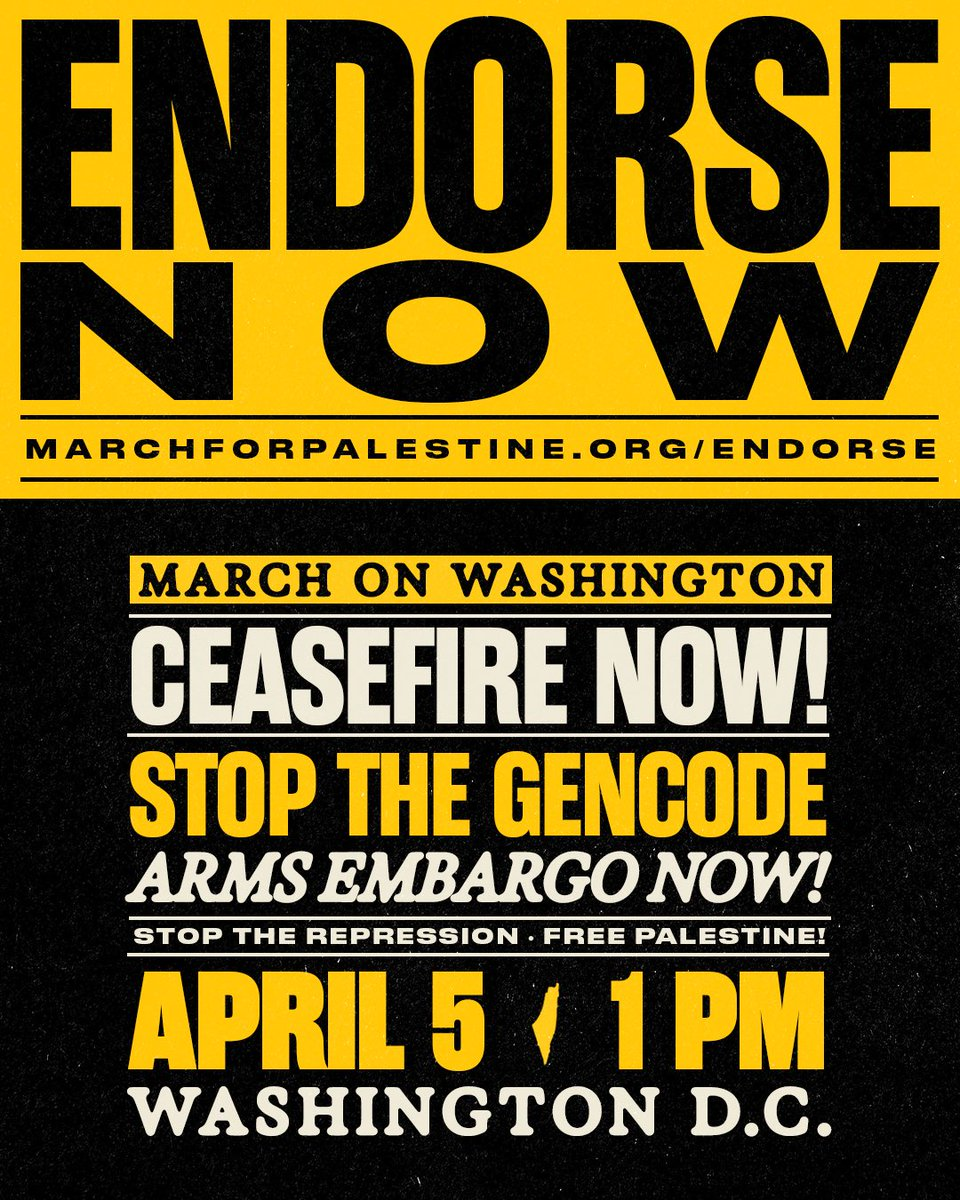 ENDORSE
NOW
MARCHFORPALESTINE.ORG/ENDORSE
MARCH ON WASHINGTON
CEASEFIRE NOW!
STOP THE GENCODE
ARMS EMBARGO NOW!
STOP THE REPRESSION · FREE PALESTINE!
APRIL 5 1 PM
WASHINGTON D.C.